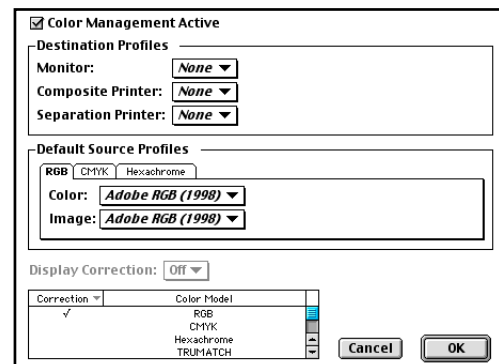 Color Management Active
Destination Profiles
Monitor: None
Composite Printer: None
Separation Printer: None
Default Source Profiles
RGB CMYK Hexachrome
Color: Adobe RGB (1998)
Image: Adobe RGB (1998)
Display Correction: Off
Correction Color Model
RGB
CMYK
Hexachrome
TRUMATCH
Cancel OK